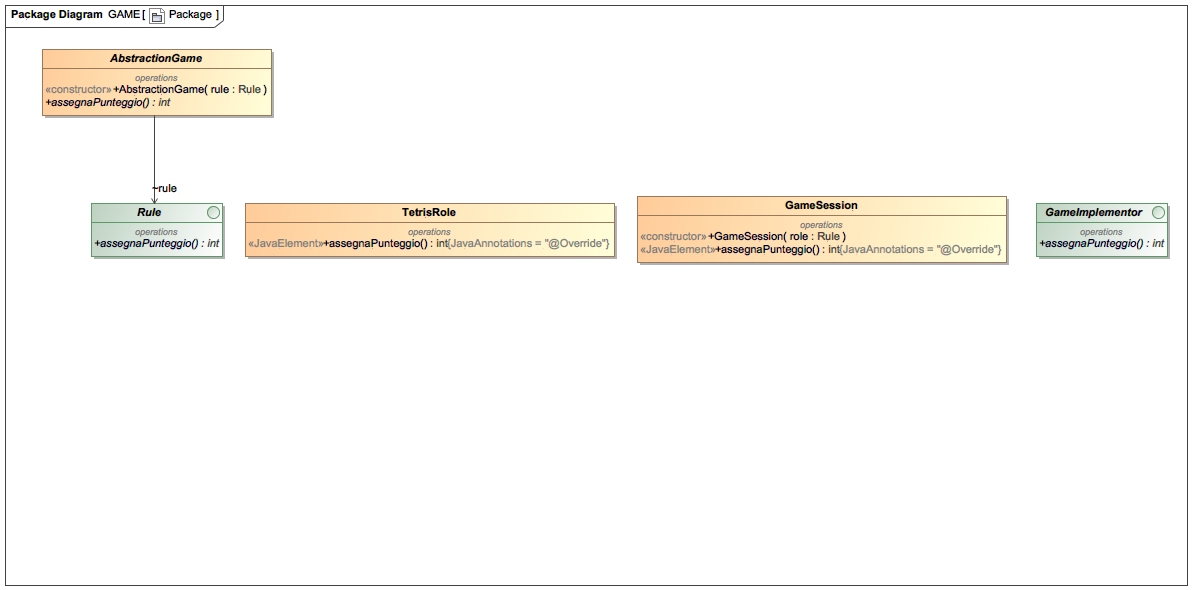 Package Diagram GAME [ Package ]
AbstractionGame
operations
«constructor»+AbstractionGame( rule : Rule )
+assegnaPunteggio() : int
~rule
Rule
operations
+assegnaPunteggio() : int
TetrisRole
operations
«JavaElement»+assegnaPunteggio() : int{JavaAnnotations = "@Override"}
GameSession
operations
«constructor»+GameSession( role : Rule )
«JavaElement»+assegnaPunteggio() : int{JavaAnnotations = "@Override"}
GameImplementor
operations
+assegnaPunteggio() : int